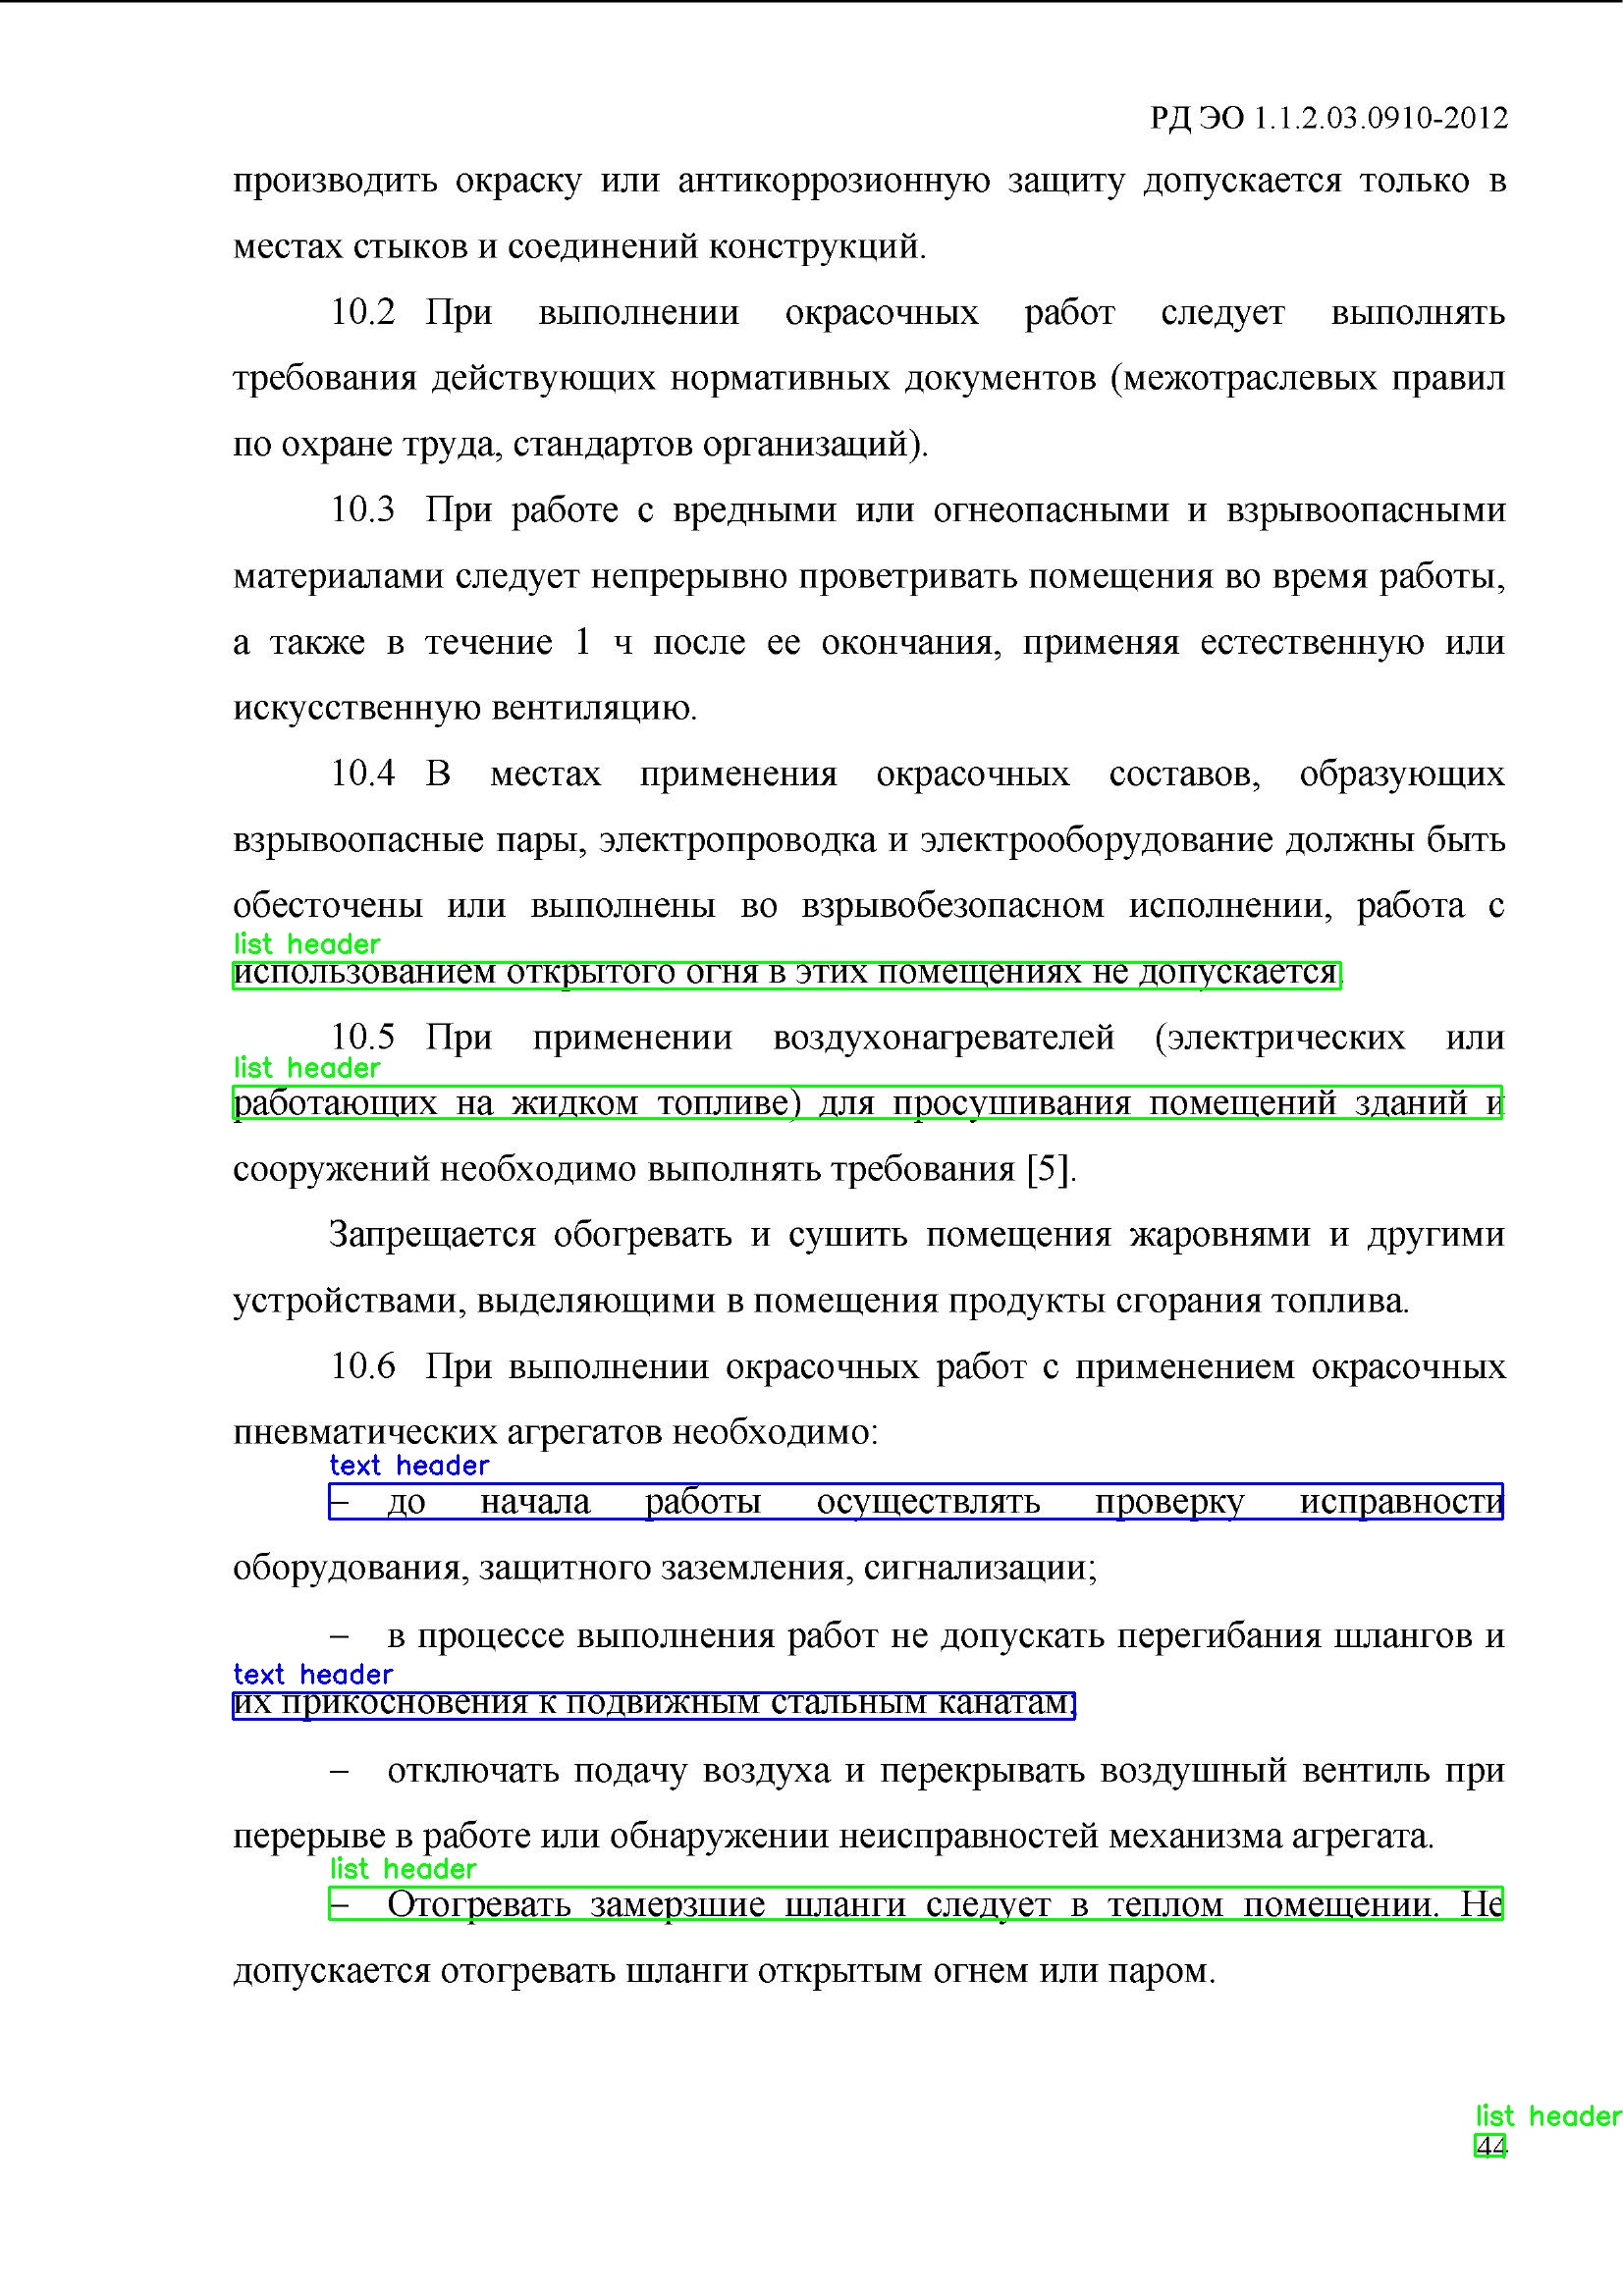 РД ЭО 1.1.2.03.0910-2012
производить окраску или антикоррозионную защиту допускается только в
местах стыков и соединений конструкций.
10.2 При выполнении окрасочных работ следует выполнять
требования действующих нормативных документов (межотраслевых правил
по охране труда, стандартов организаций).
10.3 При работе с вредными или огнеопасными и взрывоопасными
материалами следует непрерывно проветривать помещения во время работы,
а также в течение 1 ч после ее окончания, применяя естественную или
искусственную вентиляцию.
10.4 В местах применения окрасочных составов, образующих
взрывоопасные пары, электропроводка и электрооборудование должны быть
обесточены или выполнены во взрывобезопасном исполнении, работа с
list header
использованием открытого огня в этих помещениях не допускается.
10.5 При применении воздухонагревателей (электрических или
list header
работающих на жидком топливе) для просушивания помещений зданий и
сооружений необходимо выполнять требования [5].
Запрещается обогревать и сушить помещения жаровнями и другими
устройствами, выделяющими в помещения продукты сгорания топлива.
10.6 При выполнении окрасочных работ с применением окрасочных
пневматических агрегатов необходимо:
text header
– до начала работы осуществлять проверку исправности
оборудования, защитного заземления, сигнализации;
– в процессе выполнения работ не допускать перегибания шлангов и
text header
их прикосновения к подвижным стальным канатам;
– отключать подачу воздуха и перекрывать воздушный вентиль при
перерыве в работе или обнаружении неисправностей механизма агрегата.
list header
– Отогревать замерзшие шланги следует в теплом помещении. Не
допускается отогревать шланги открытым огнем или паром.
list header
44